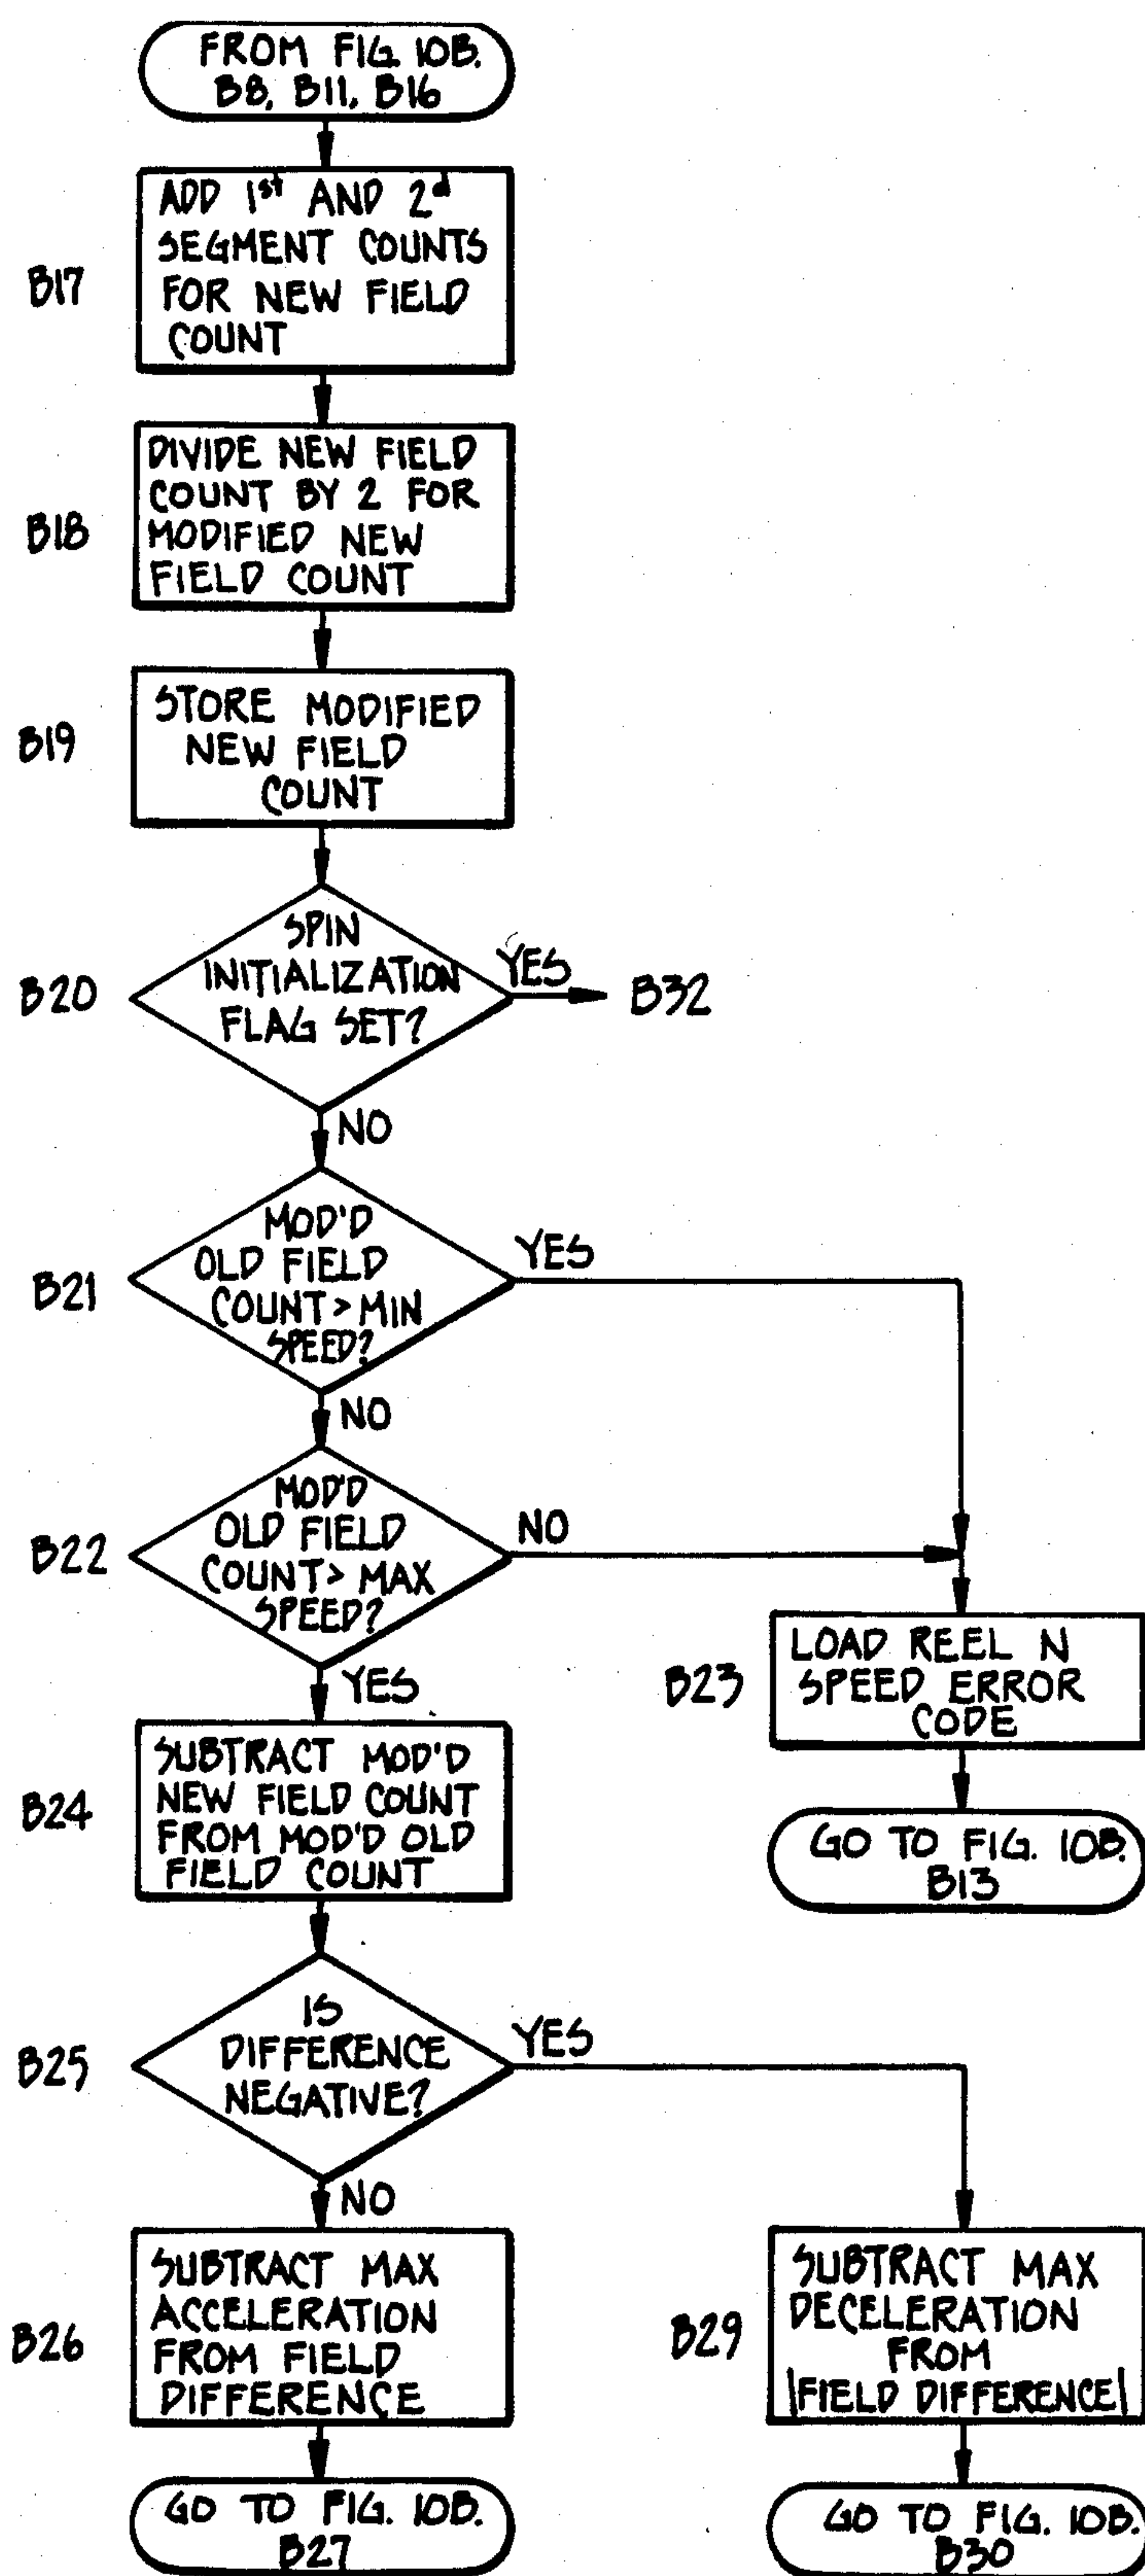 FROM FIG. 10B.
B8, B11, B16
B17
ADD 1st AND 2d
SEGMENT COUNTS
FOR NEW FIELD
COUNT
B18
DIVIDE NEW FIELD
COUNT BY 2 FOR
MODIFIED NEW
FIELD COUNT
B19
STORE MODIFIED
NEW FIELD
COUNT
B20
SPIN
INITIALIZATION
FLAG SET?
YES
B32
NO
B21
MOD'D
OLD FIELD
COUNT > MIN
SPEED?
YES
NO
B22
MOD'D
OLD FIELD
COUNT > MAX
SPEED?
NO
YES
B23
LOAD REEL N
SPEED ERROR
CODE
GO TO FIG. 10B.
B13
B24
SUBTRACT MOD'D
NEW FIELD COUNT
FROM MOD'D OLD
FIELD COUNT
B25
IS
DIFFERENCE
NEGATIVE?
YES
NO
B26
SUBTRACT MAX
ACCELERATION
FROM FIELD
DIFFERENCE
GO TO FIG. 10B.
B27
B29
SUBTRACT MAX
DECELERATION
FROM
|FIELD DIFFERENCE|
GO TO FIG. 10B.
B30